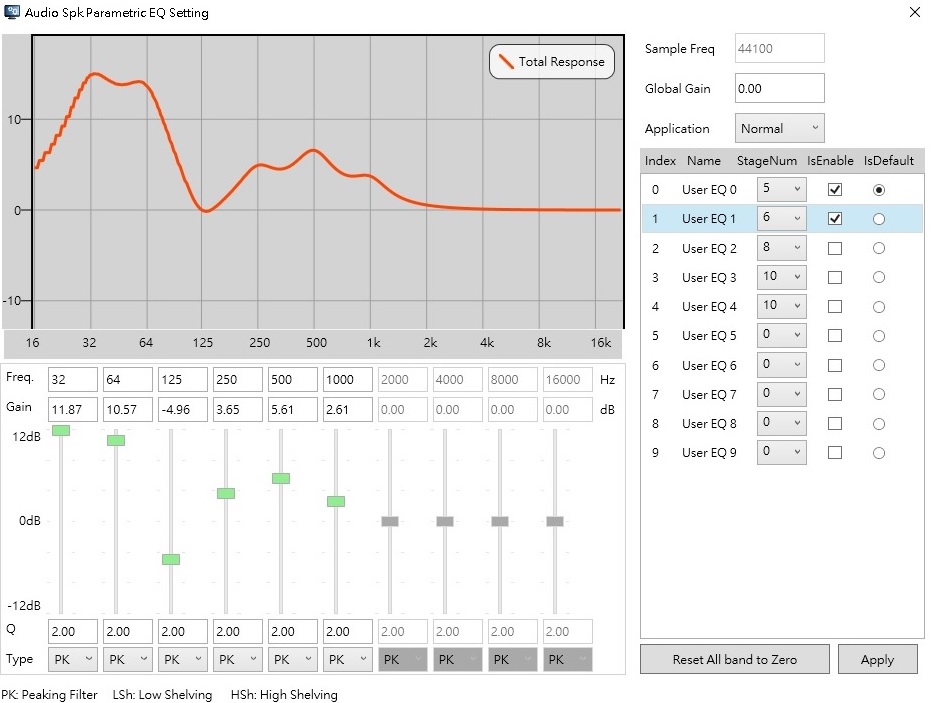 Audio Spk Parametric EQ Setting
Total Response
10
0
-10
16 32 64 125 250 500 1k 2k 4k 8k 16k
Freq. 32 64 125 250 500 1000 2000 4000 8000 16000 Hz
Gain 11.87 10.57 -4.96 3.65 5.61 2.61 0.00 0.00 0.00 0.00 dB
12dB
0dB
-12dB
Q 2.00 2.00 2.00 2.00 2.00 2.00 2.00 2.00 2.00 2.00
Type PK PK PK PK PK PK PK PK PK PK
PK: Peaking Filter LSh: Low Shelving HSh: High Shelving
Sample Freq 44100
Global Gain 0.00
Application Normal
Index Name StageNum IsEnable IsDefault
0 User EQ 0 5
1 User EQ 1 6
2 User EQ 2 8
3 User EQ 3 10
4 User EQ 4 10
5 User EQ 5 0
6 User EQ 6 0
7 User EQ 7 0
8 User EQ 8 0
9 User EQ 9 0
Reset All band to Zero Apply